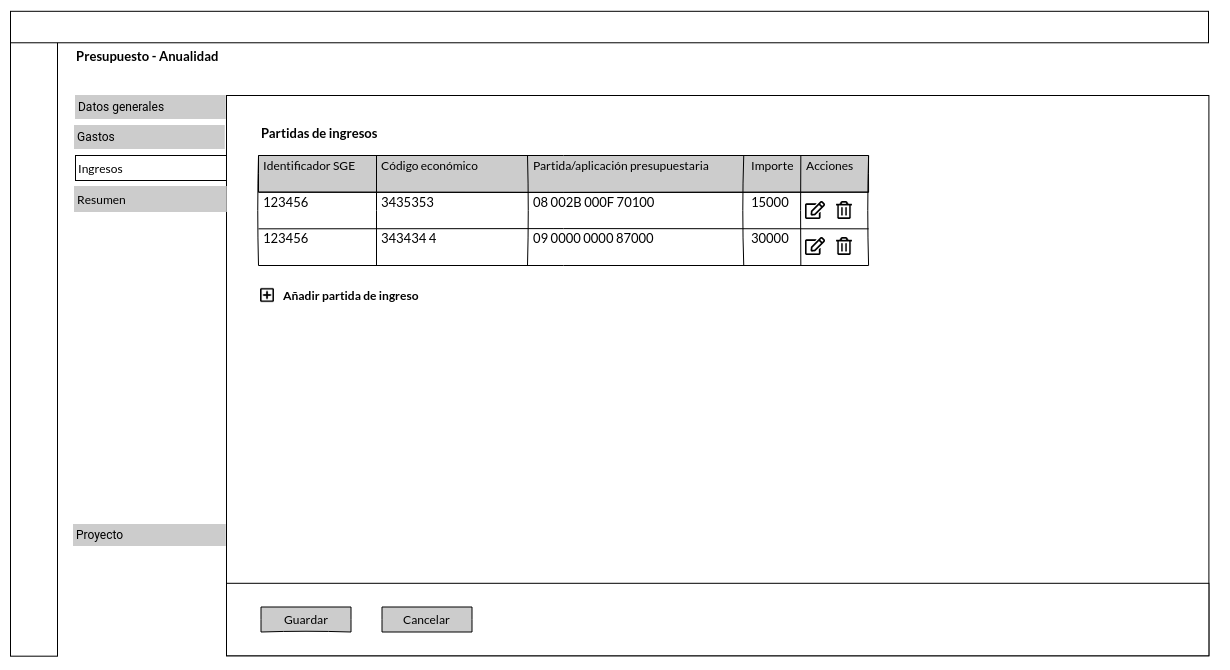 Presupuesto - Anualidad
Datos generales
Gastos
Ingresos
Resumen
Proyecto
Partidas de ingresos
Identificador SGE Código económico Partida/aplicación presupuestaria Importe Acciones
123456 3435353 08 002B 000F 70100 15000
123456 343434 4 09 0000 0000 87000 30000
Añadir partida de ingreso
Guardar Cancelar